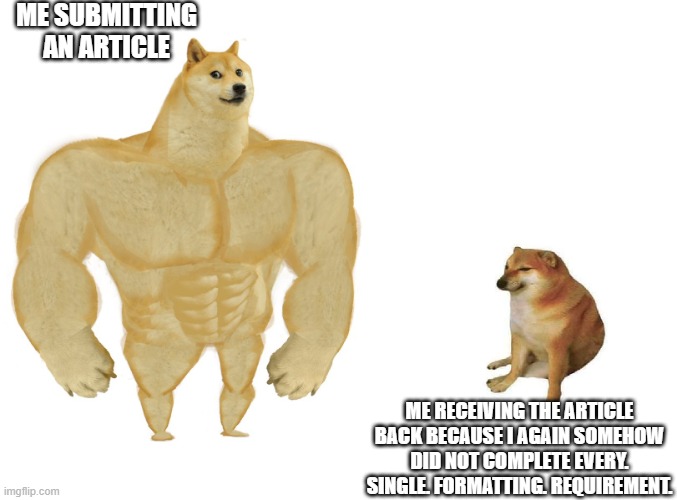 ME SUBMITTING
AN ARTICLE
ME RECEIVING THE ARTICLE
BACK BECAUSE I AGAIN SOMEHOW
DID NOT COMPLETE EVERY.
SINGLE. FORMATTING. REQUIREMENT.
imgflip.com